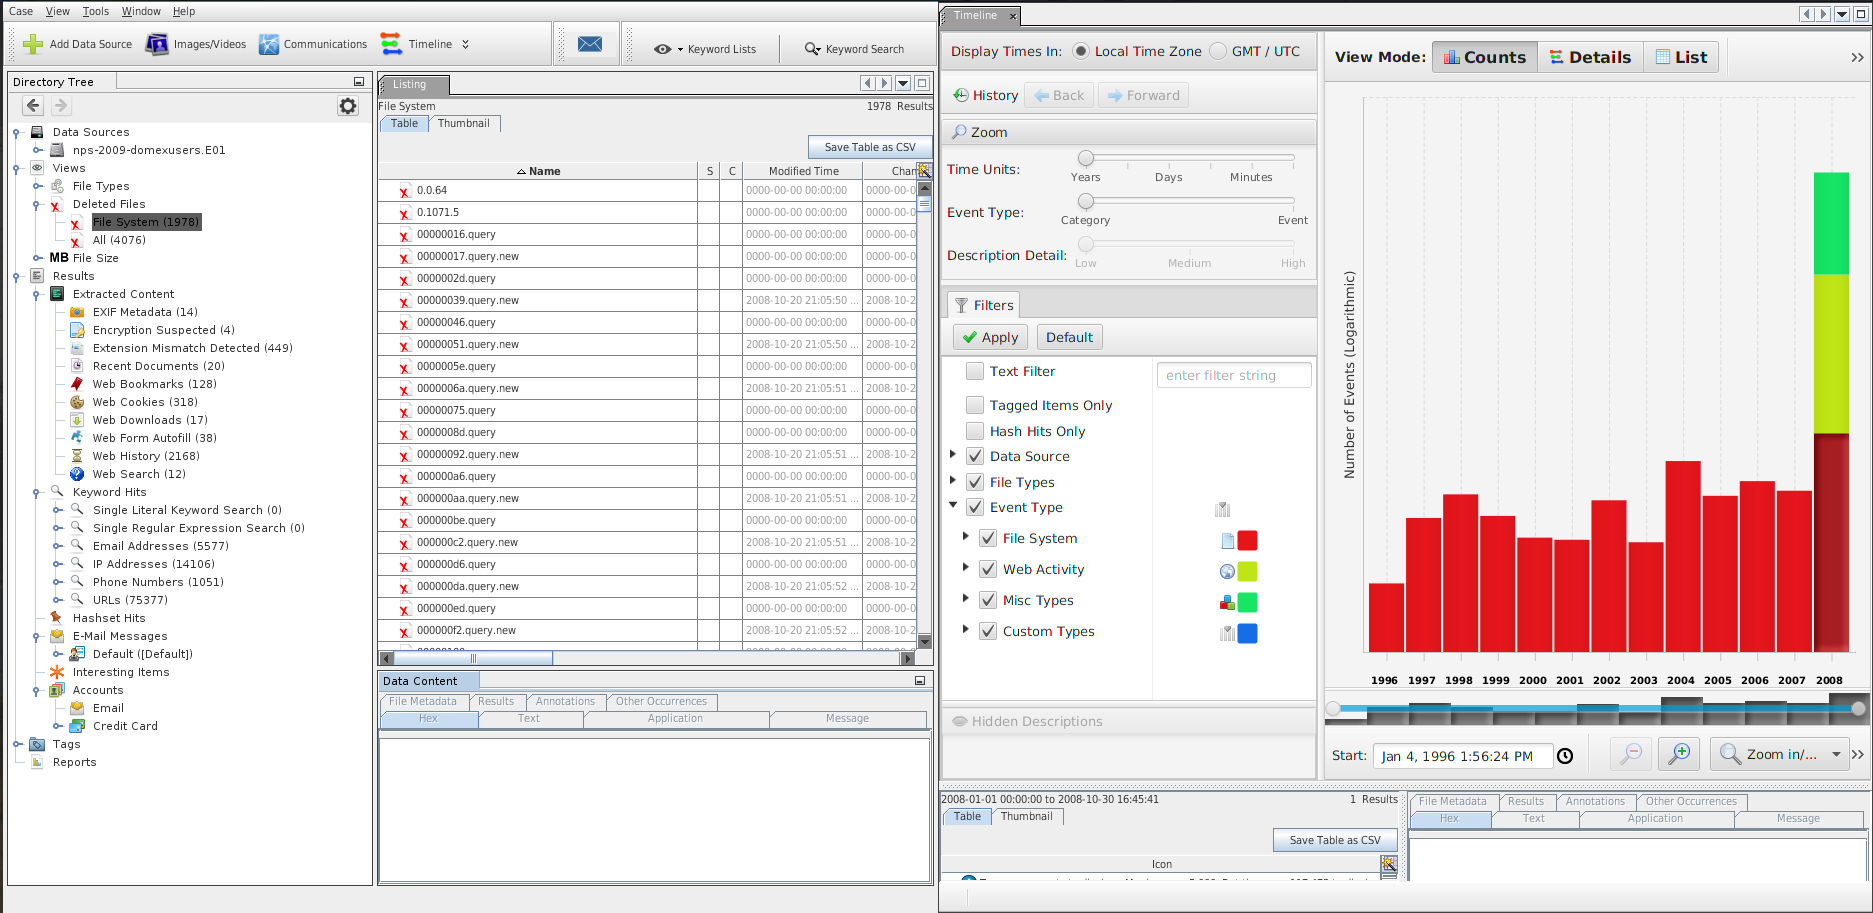 Case View Tools Window Help
Add Data Source Images/Videos Communications Timeline Keyword Lists Keyword Search
Directory Tree
Data Sources
nps-2009-domexusers.E01
Views
File Types
Deleted Files
File System (1978)
All (4076)
MB File Size
Results
Extracted Content
EXIF Metadata (14)
Encryption Suspected (4)
Extension Mismatch Detected (449)
Recent Documents (20)
Web Bookmarks (128)
Web Cookies (318)
Web Downloads (17)
Web Form Autofill (38)
Web History (2168)
Web Search (12)
Keyword Hits
Single Literal Keyword Search (0)
Single Regular Expression Search (0)
Email Addresses (5577)
IP Addresses (14106)
Phone Numbers (1051)
URLs (75377)
Hashset Hits
E-Mail Messages
Default ([Default])
Interesting Items
Accounts
Email
Credit Card
Tags
Reports
Listing
File System 1978 Results
Table Thumbnail
Save Table as CSV
Name S C Modified Time Chan
0.0.64 0000-00-00 00:00:00 0000-00-0
0.1071.5 0000-00-00 00:00:00 0000-00-0
00000016.query 0000-00-00 00:00:00 0000-00-0
00000017.query.new 0000-00-00 00:00:00 0000-00-0
0000002d.query 0000-00-00 00:00:00 0000-00-0
00000039.query.new 2008-10-20 21:05:50 ... 2008-10-2
00000046.query 0000-00-00 00:00:00 0000-00-0
00000051.query.new 2008-10-20 21:05:50 ... 2008-10-2
0000005e.query 0000-00-00 00:00:00 0000-00-0
0000006a.query.new 2008-10-20 21:05:51 ... 2008-10-2
00000075.query 0000-00-00 00:00:00 0000-00-0
0000008d.query 0000-00-00 00:00:00 0000-00-0
00000092.query.new 2008-10-20 21:05:51 ... 2008-10-2
000000a6.query 0000-00-00 00:00:00 0000-00-0
000000aa.query.new 2008-10-20 21:05:51 ... 2008-10-2
000000be.query 0000-00-00 00:00:00 0000-00-0
000000c2.query.new 2008-10-20 21:05:51 ... 2008-10-2
000000d6.query 0000-00-00 00:00:00 0000-00-0
000000da.query.new 2008-10-20 21:05:52 ... 2008-10-2
000000ed.query 0000-00-00 00:00:00 0000-00-0
000000f2.query.new 2008-10-20 21:05:52 ... 2008-10-2
Data Content
File Metadata Results Annotations Other Occurrences
Hex Text Application Message
Timeline
Display Times In: Local Time Zone GMT / UTC
History Back Forward
Zoom
Time Units:
Years Days Minutes
Event Type:
Category Event
Description Detail:
Low Medium High
Filters
Apply Default
Text Filter enter filter string
Tagged Items Only
Hash Hits Only
Data Source
File Types
Event Type
File System
Web Activity
Misc Types
Custom Types
Hidden Descriptions
View Mode: Counts Details List
Number of Events (Logarithmic)
1996 1997 1998 1999 2000 2001 2002 2003 2004 2005 2006 2007 2008
Start: Jan 4, 1996 1:56:24 PM Zoom in/...
2008-01-01 00:00:00 to 2008-10-30 16:45:41 1 Results
Table Thumbnail
Save Table as CSV
Icon
File Metadata Results Annotations Other Occurrences
Hex Text Application Message